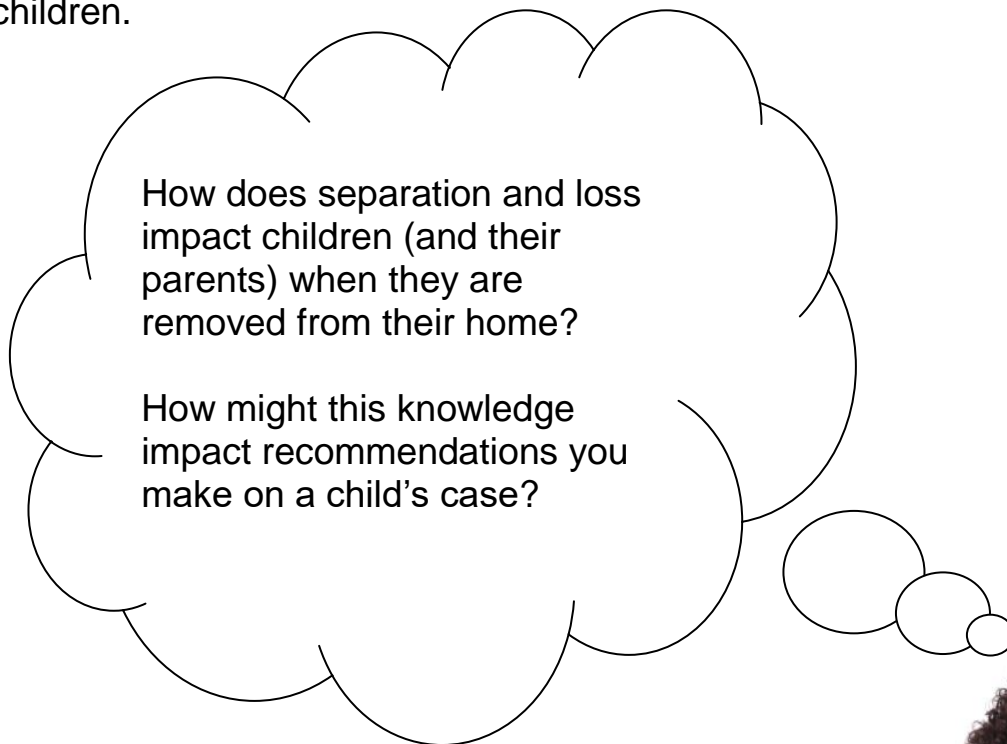 children.
How does separation and loss
impact children (and their
parents) when they are
removed from their home?
How might this knowledge
impact recommendations you
make on a child's case?